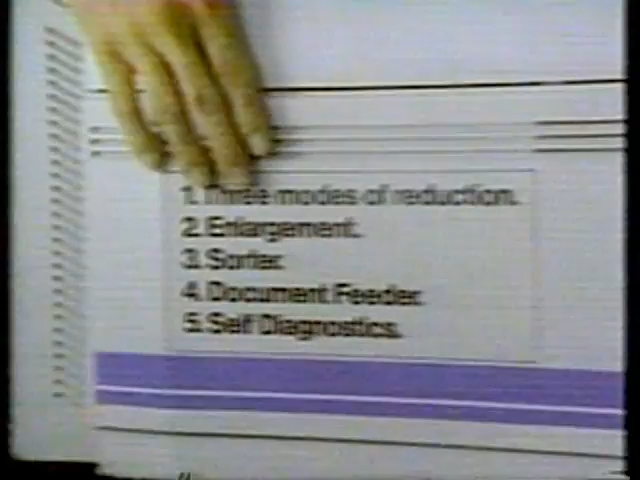 1. Three modes of reduction.
2. Enlargement.
3. Sorter.
4. Document Feeder.
5. Self Diagnostics.